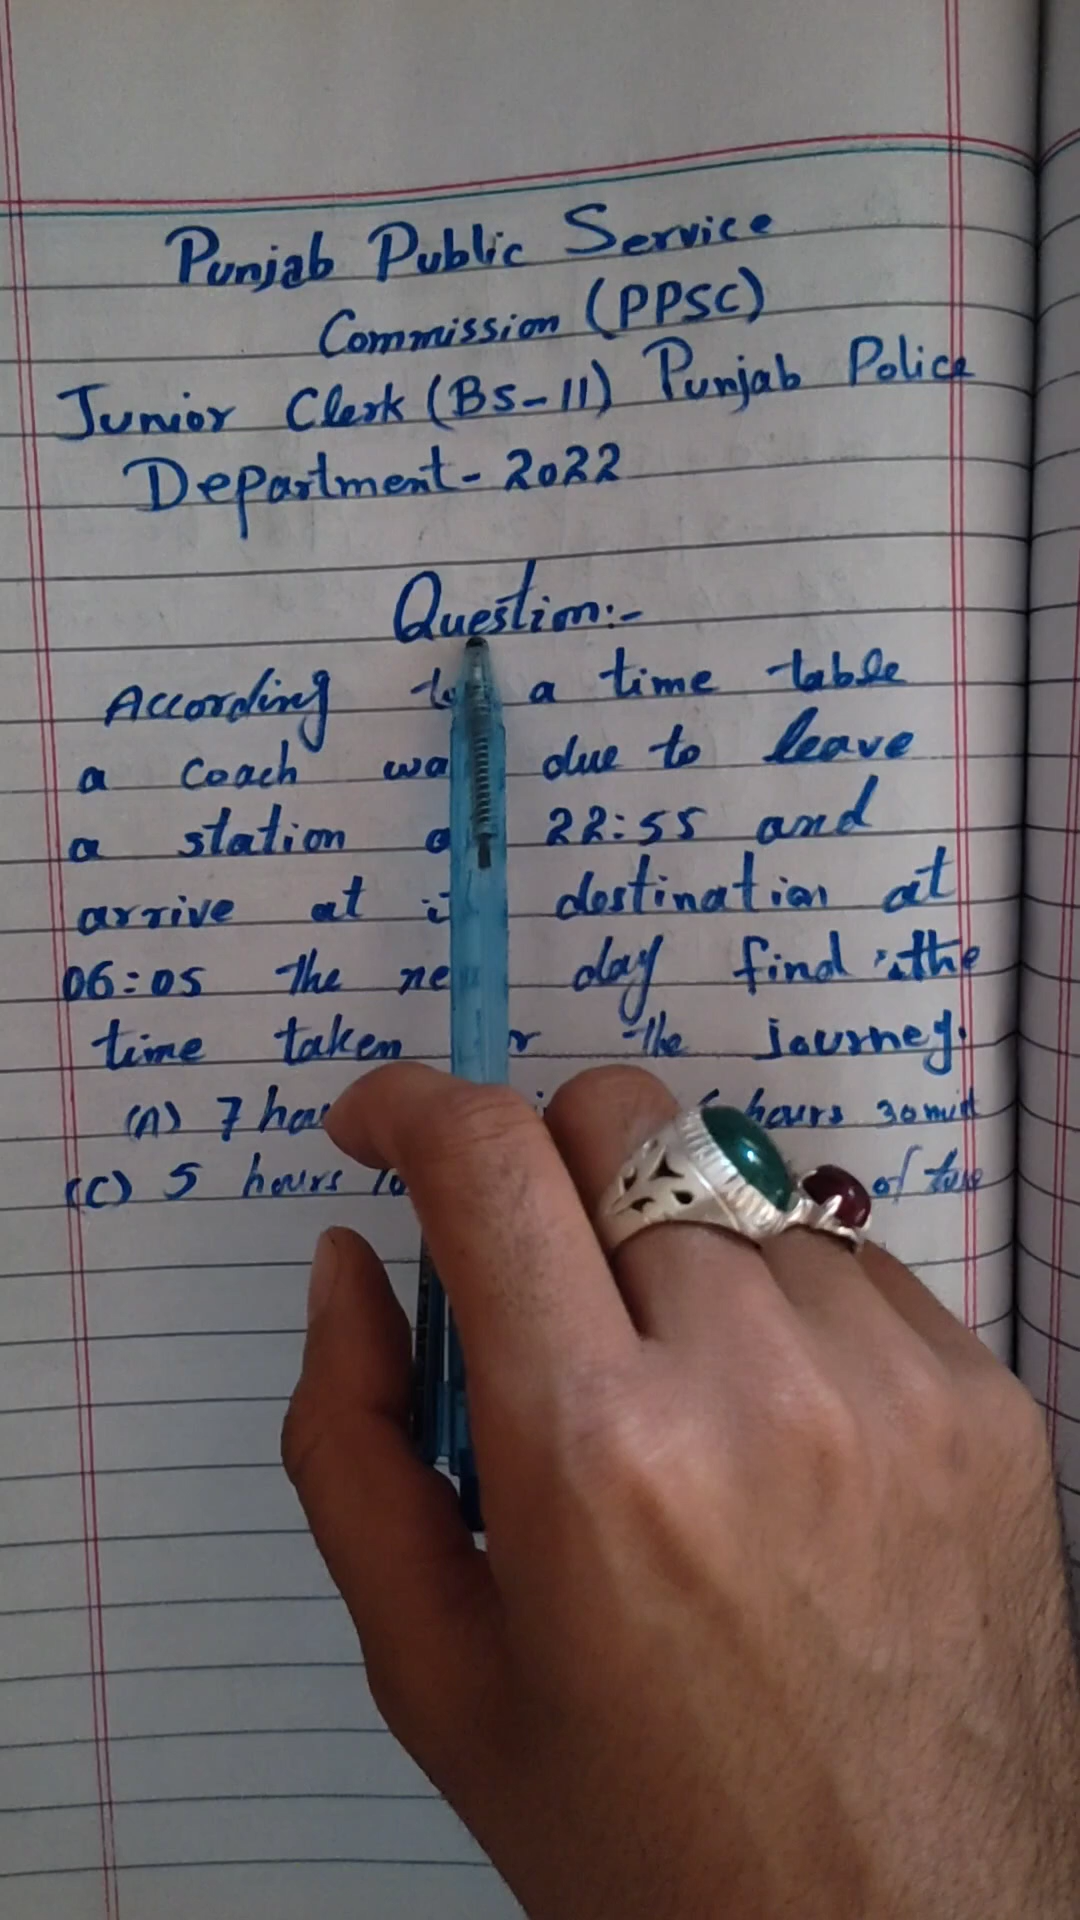 Punjab Public Service
Commission (PPSC)
Junior Clerk (BS-11) Punjab Police
Department- 2022
Question:-
According a time table
a coach due to leave
a station 22:55 and
arrive at destination at
06:05 the day find the
time taken the journey.
(A) 7 hours 30 mint
(C) 5 hours of